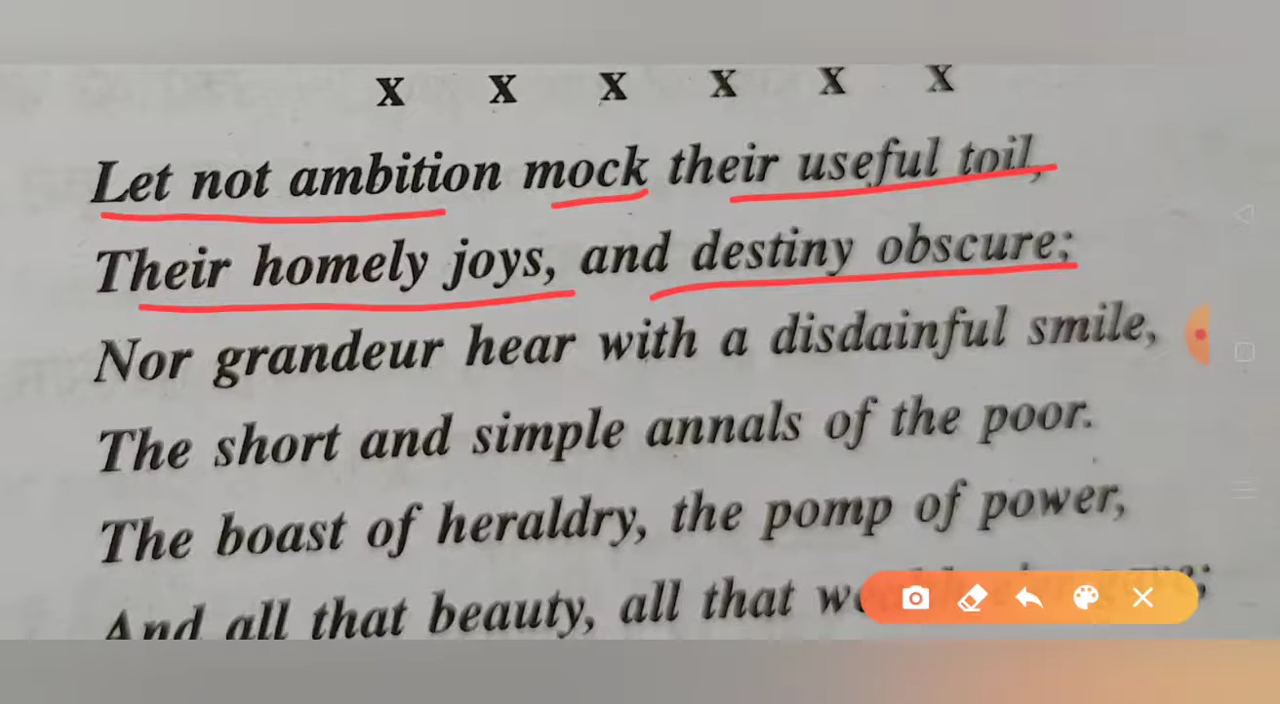 X X X X X X
Let not ambition mock their useful toil,
Their homely joys, and destiny obscure;
Nor grandeur hear with a disdainful smile,
The short and simple annals of the poor.
The boast of heraldry, the pomp of power,
And all that beauty, all that